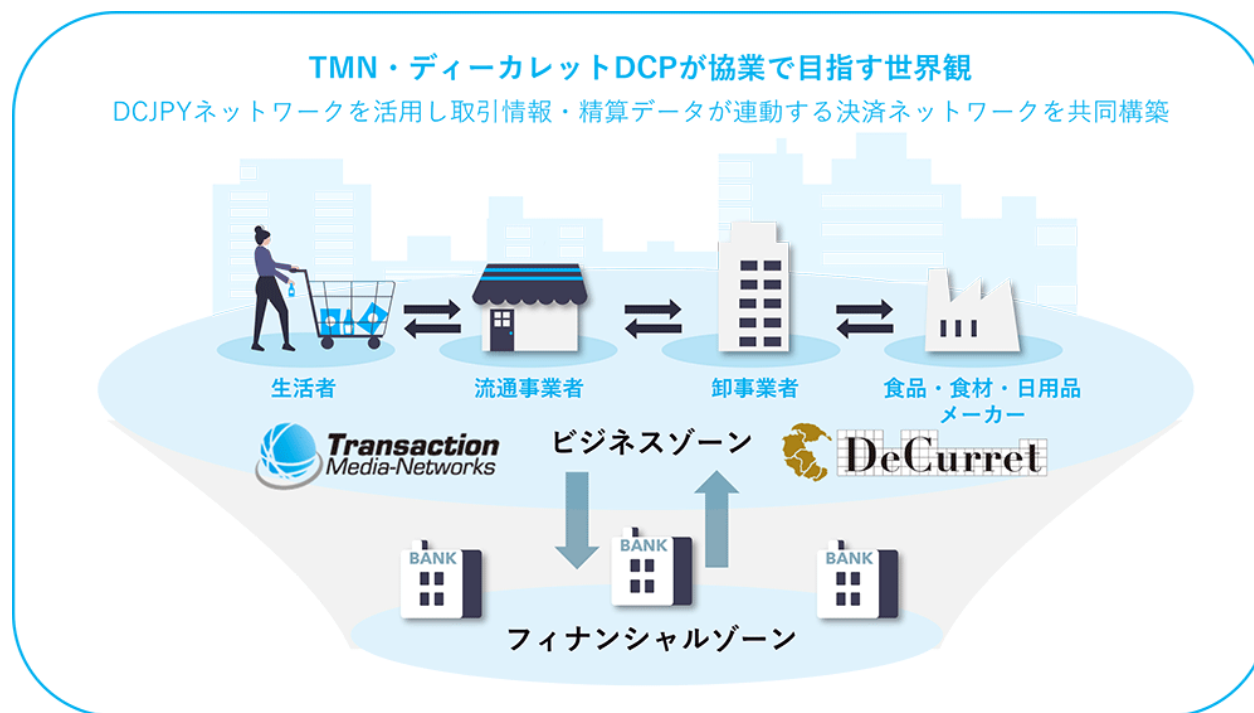 TMN・ディーカレットDCPが協業で目指す世界観
DCJPYネットワークを活用し取引情報・精算データが連動する決済ネットワークを共同構築
生活者
流通事業者
卸事業者
食品・食材・日用品
メーカー
Transaction
Media-Networks
ビジネスゾーン
DeCurret
BANK
BANK
BANK
フィナンシャルゾーン